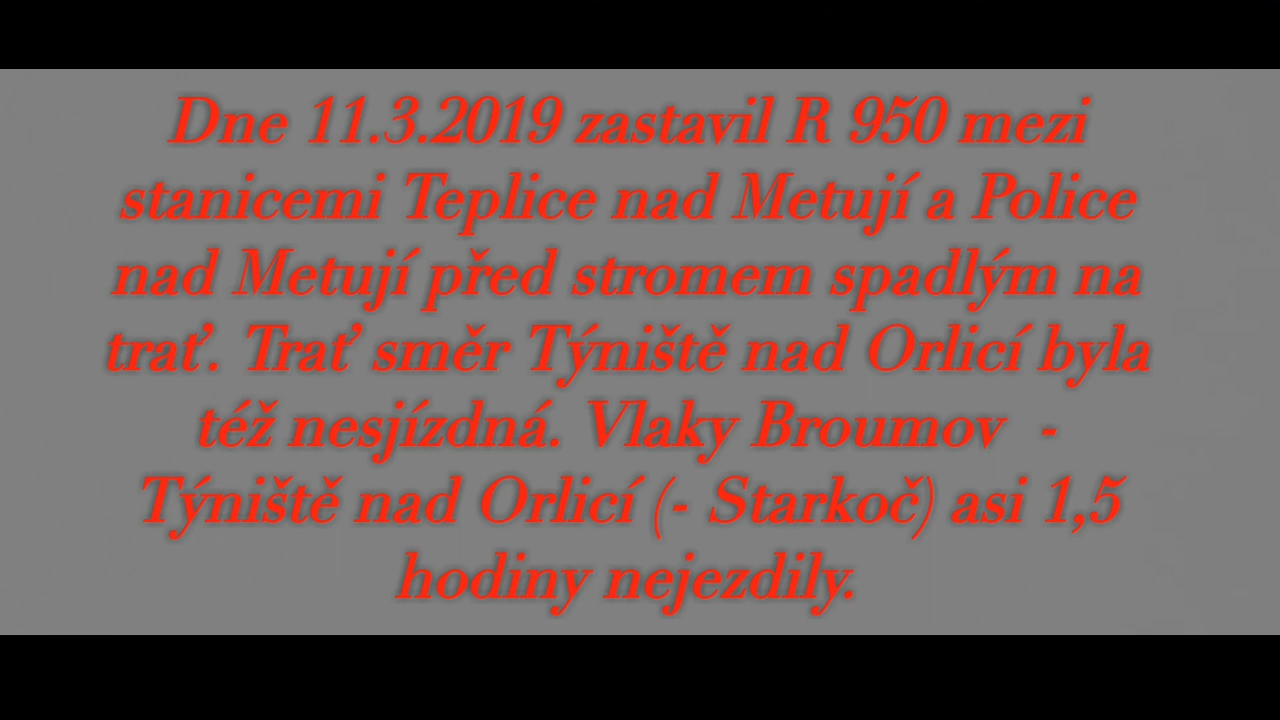 Dne 11.3.2019 zastavil R 950 mezi
stanicemi Teplice nad Metují a Police
nad Metují před stromem spadlým na
trať. Trať směr Týniště nad Orlicí byla
též nesjízdná. Vlaky Broumov -
Týniště nad Orlicí (- Starkoč) asi 1,5
hodiny nejezdily.